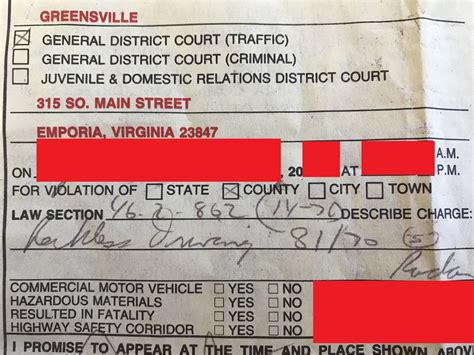 GREENSVILLE
☒ GENERAL DISTRICT COURT (TRAFFIC)
☐ GENERAL DISTRICT COURT (CRIMINAL)
☐ JUVENILE & DOMESTIC RELATIONS DISTRICT COURT
315 SO. MAIN STREET
EMPORIA, VIRGINIA 23847
ON , 20 AT A.M.
P.M.
FOR VIOLATION OF ☐ STATE ☒ COUNTY ☐ CITY ☐ TOWN
LAW SECTION 46.2-862 (14-70) DESCRIBE CHARGE:
Reckless Driving 81/70 (S)
Radar
COMMERCIAL MOTOR VEHICLE ☐ YES ☐ NO
HAZARDOUS MATERIALS ☐ YES ☐ NO
RESULTED IN FATALITY ☐ YES ☐ NO
HIGHWAY SAFETY CORRIDOR ☐ YES ☐ NO
I PROMISE TO APPEAR AT THE TIME AND PLACE SHOWN ABOVE